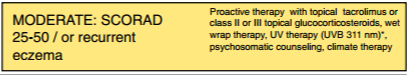 MODERATE: SCORAD
25-50 / or recurrent
eczema
Proactive therapy with topical tacrolimus or
class II or III topical glucocorticosteroids, wet
wrap therapy, UV therapy (UVB 311 nm)*,
psychosomatic counseling, climate therapy